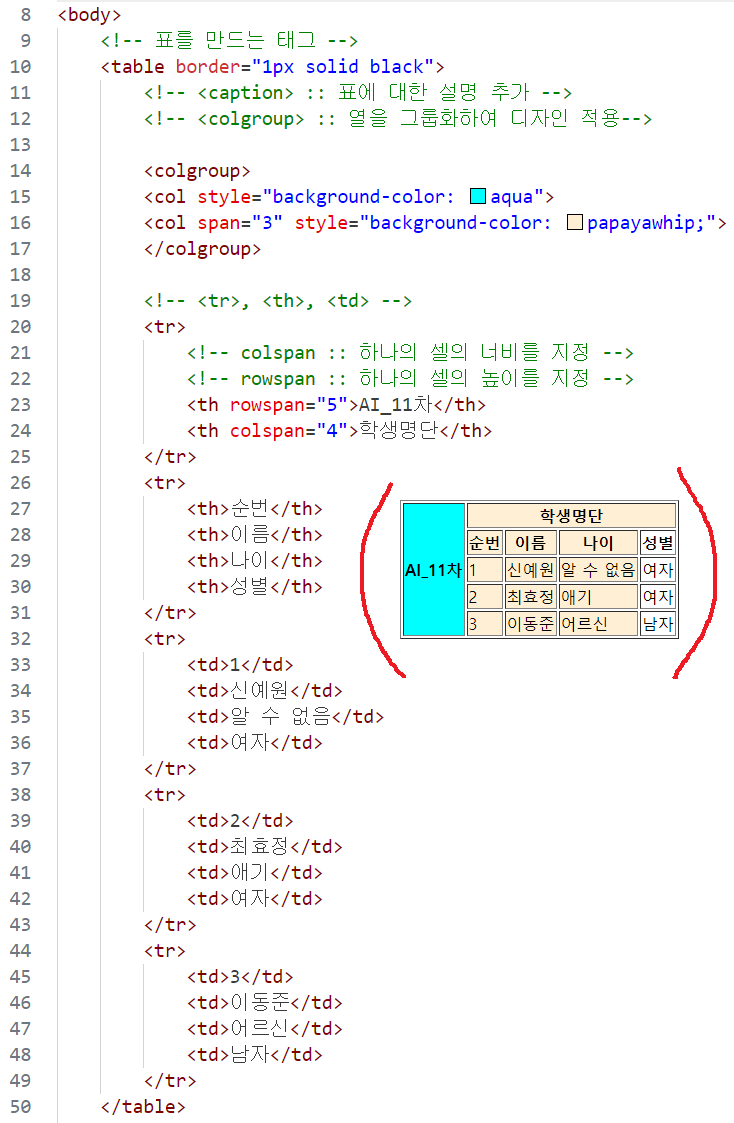 8 <body>
9 <!-- 표를 만드는 태그 -->
10 <table border="1px solid black">
11 <!-- <caption> :: 표에 대한 설명 추가 -->
12 <!-- <colgroup> :: 열을 그룹화하여 디자인 적용-->
13
14 <colgroup>
15 <col style="background-color: aqua">
16 <col span="3" style="background-color: papayawhip;">
17 </colgroup>
18
19 <!-- <tr>, <th>, <td> -->
20 <tr>
21 <!-- colspan :: 하나의 셀의 너비를 지정 -->
22 <!-- rowspan :: 하나의 셀의 높이를 지정 -->
23 <th rowspan="5">AI_11차</th>
24 <th colspan="4">학생명단</th>
25 </tr>
26 <tr>
27 <th>순번</th>
28 <th>이름</th>
29 <th>나이</th>
30 <th>성별</th>
31 </tr>
32 <tr>
33 <td>1</td>
34 <td>신예원</td>
35 <td>알 수 없음</td>
36 <td>여자</td>
37 </tr>
38 <tr>
39 <td>2</td>
40 <td>최효정</td>
41 <td>애기</td>
42 <td>여자</td>
43 </tr>
44 <tr>
45 <td>3</td>
46 <td>이동준</td>
47 <td>어르신</td>
48 <td>남자</td>
49 </tr>
50 </table>
학생명단
순번 이름 나이 성별
AI_11차 1 신예원 알 수 없음 여자
2 최효정 애기 여자
3 이동준 어르신 남자